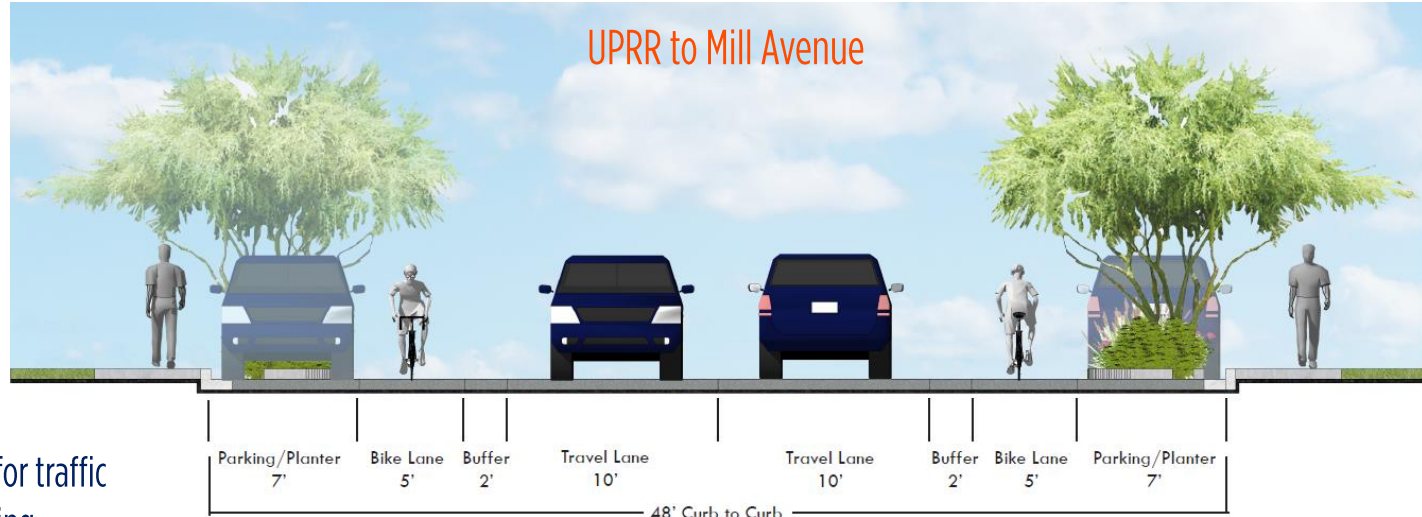 UPRR to Mill Avenue
Parking/Planter Bike Lane Buffer Travel Lane Travel Lane Buffer Bike Lane Parking/Planter
7' 5' 2' 10' 10' 2' 5' 7'
for traffic
48' Curb to Curb